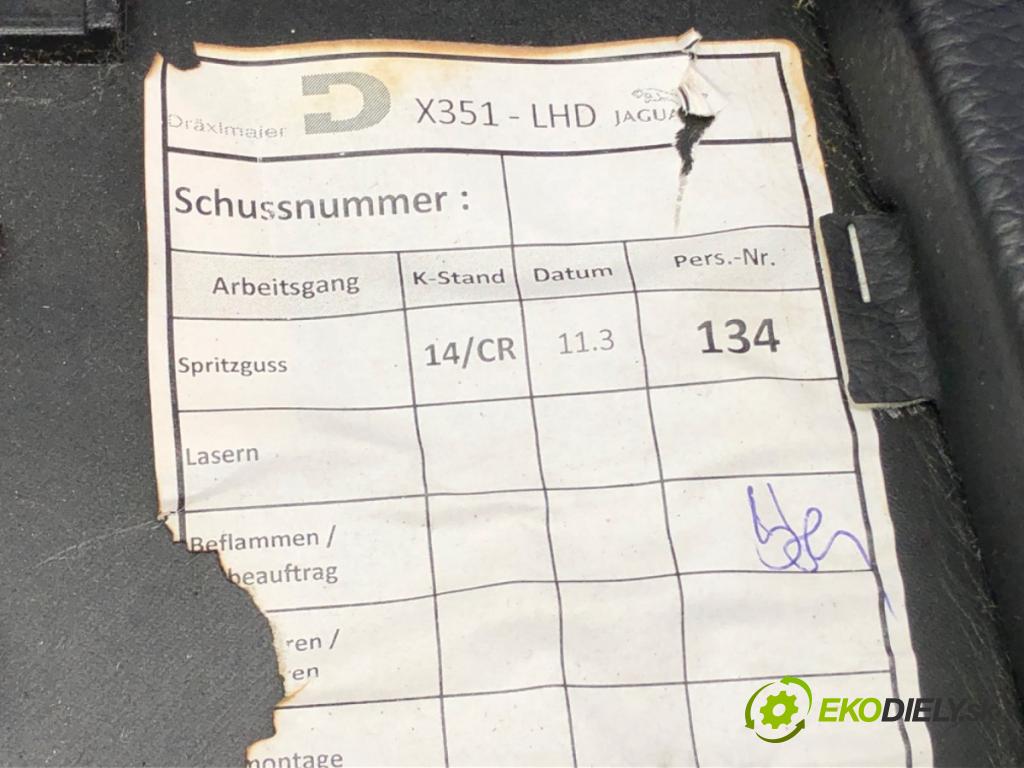 Dräxlmaier D X351 - LHD JAGUA
Schussnummer :
Arbeitsgang K-Stand Datum Pers.-Nr.
Spritzguss 14/CR 11.3 134
Lasern
Beflammen /
beauftrag
ren /
en
montage
EKODIELY.sk